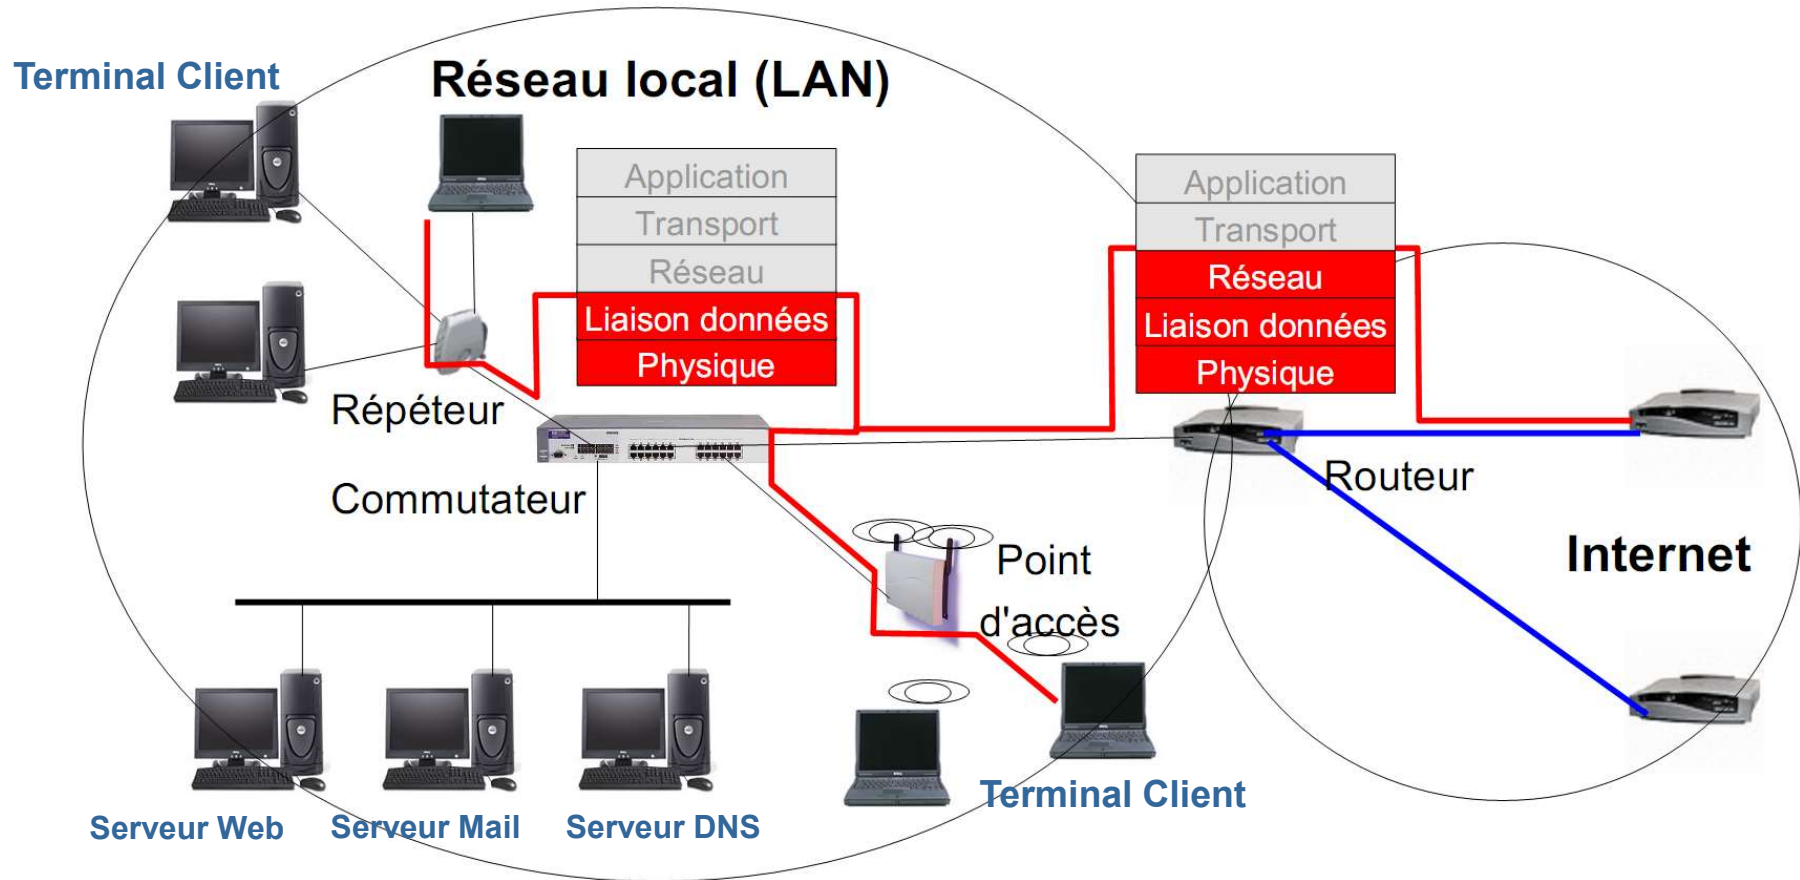 Terminal Client
Réseau local (LAN)
Application
Transport
Réseau
Liaison données
Physique
Application
Transport
Réseau
Liaison données
Physique
Répéteur
Commutateur
Routeur
Point
d'accès
Internet
Terminal Client
Serveur Web
Serveur Mail
Serveur DNS